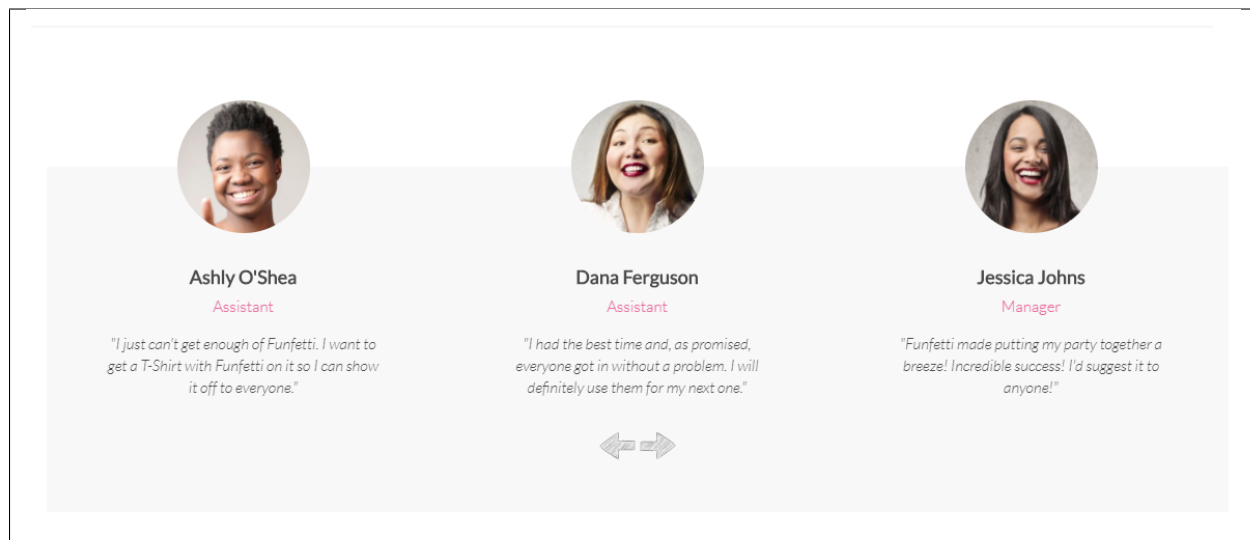 Ashly O'Shea
Assistant
"I just can't get enough of Funfetti. I want to
get a T-Shirt with Funfetti on it so I can show
it off to everyone."
Dana Ferguson
Assistant
"I had the best time and, as promised,
everyone got in without a problem. I will
definitely use them for my next one."
Jessica Johns
Manager
"Funfetti made putting my party together a
breeze! Incredible success! I'd suggest it to
anyone!"